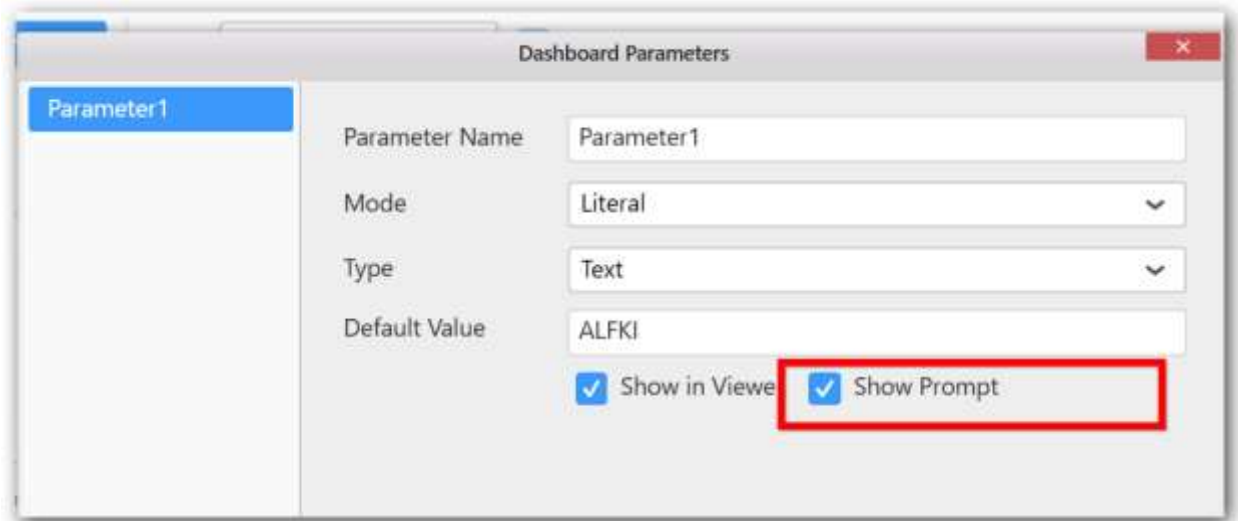 Dashboard Parameters
Parameter1
Parameter Name Parameter1
Mode Literal
Type Text
Default Value ALFKI
Show in Viewe Show Prompt